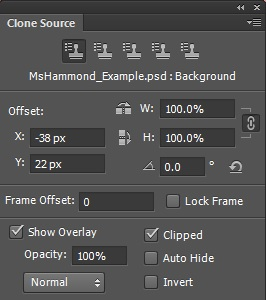 Clone Source
MsHammond_Example.psd : Background
Offset: W: 100.0%
X: -38 px H: 100.0%
Y: 22 px 0.0 °
Frame Offset: 0 Lock Frame
Show Overlay Clipped
Opacity: 100% Auto Hide
Normal Invert